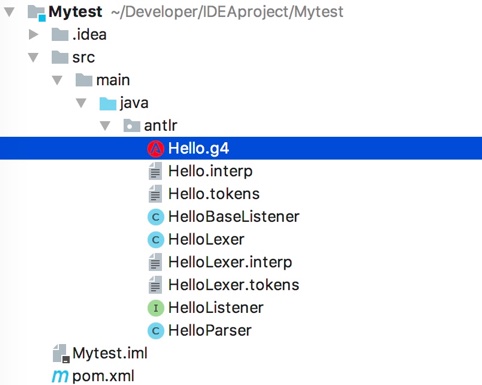 Mytest ~/Developer/IDEAproject/Mytest
.idea
src
main
java
antlr
Hello.g4
Hello.interp
Hello.tokens
C HelloBaseListener
C HelloLexer
HelloLexer.interp
HelloLexer.tokens
I HelloListener
C HelloParser
Mytest.iml
m pom.xml